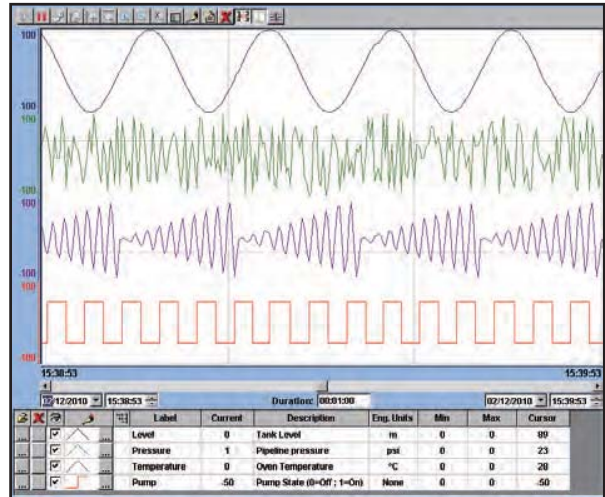 100
100
100
-100
100
-100
100
-100
15:38:53 15:39:53
/12/2010 15:38:53 Duration: 00:01:00 02/12/2010 15:39:53
Label Current Description Eng. Units Min Max Cursor
Level 0 Tank Level m 0 0 89
Pressure 1 Pipeline pressure psi 0 0 23
Temperature 0 Oven Temperature °C 0 0 28
Pump -50 Pump State (0=Off ; 1=On) None 0 0 -50